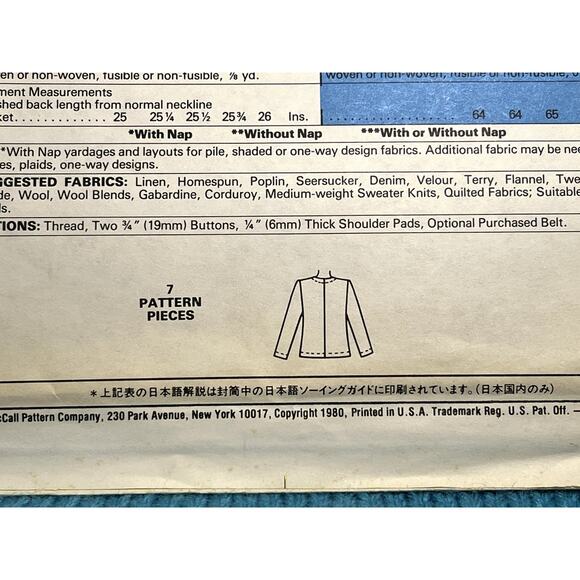 en or non-woven, fusible or non-fusible, ⅛ yd.
woven or non-woven, fusible or non-fusible,
ment Measurements
shed back length from normal neckline
ket............. 25 25¼ 25½ 25¾ 26 Ins.
64 64 65
*With Nap **Without Nap ***With or Without Nap
*With Nap yardages and layouts for pile, shaded or one-way design fabrics. Additional fabric may be nee
es, plaids, one-way designs.
GGESTED FABRICS: Linen, Homespun, Poplin, Seersucker, Denim, Velour, Terry, Flannel, Twe
de, Wool, Wool Blends, Gabardine, Corduroy, Medium-weight Sweater Knits, Quilted Fabrics; Suitable
ds.
TIONS: Thread, Two ¾" (19mm) Buttons, ¼" (6mm) Thick Shoulder Pads, Optional Purchased Belt.
7
PATTERN
PIECES
*上記表の日本語解説は封筒中の日本語ソーイングガイドに印刷されています。(日本国内のみ)
cCall Pattern Company, 230 Park Avenue, New York 10017, Copyright 1980, Printed in U.S.A. Trademark Reg. U.S. Pat. Off. —